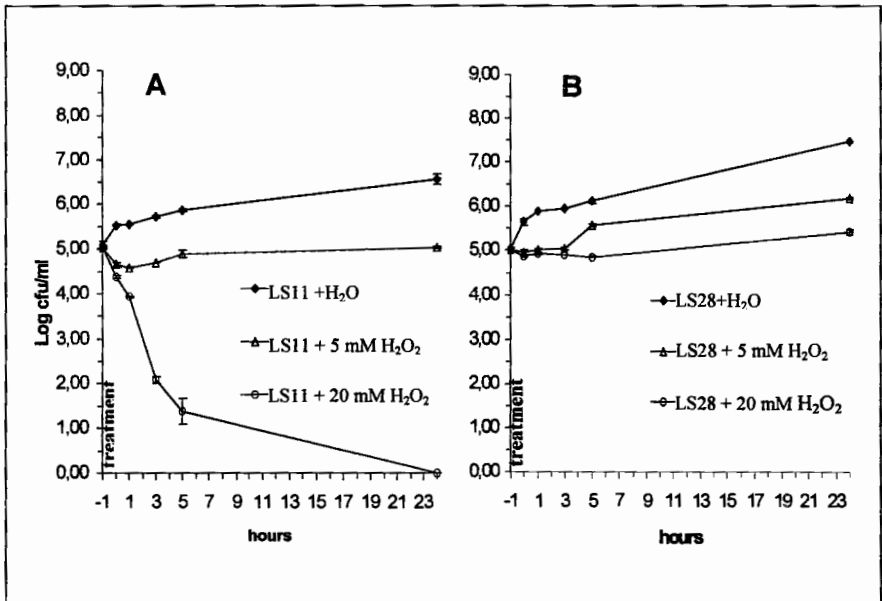 A
Log cfu/ml
9,00
8,00
7,00
6,00
5,00
4,00
3,00
2,00
1,00
0,00
treatment
LS11 +H₂O
LS11 + 5 mM H₂O₂
LS11 + 20 mM H₂O₂
-1 1 3 5 7 9 11 13 15 17 19 21 23
hours
B
9,00
8,00
7,00
6,00
5,00
4,00
3,00
2,00
1,00
0,00
treatment
LS28+H₂O
LS28 + 5 mM H₂O₂
LS28 + 20 mM H₂O₂
-1 1 3 5 7 9 11 13 15 17 19 21 23
hours